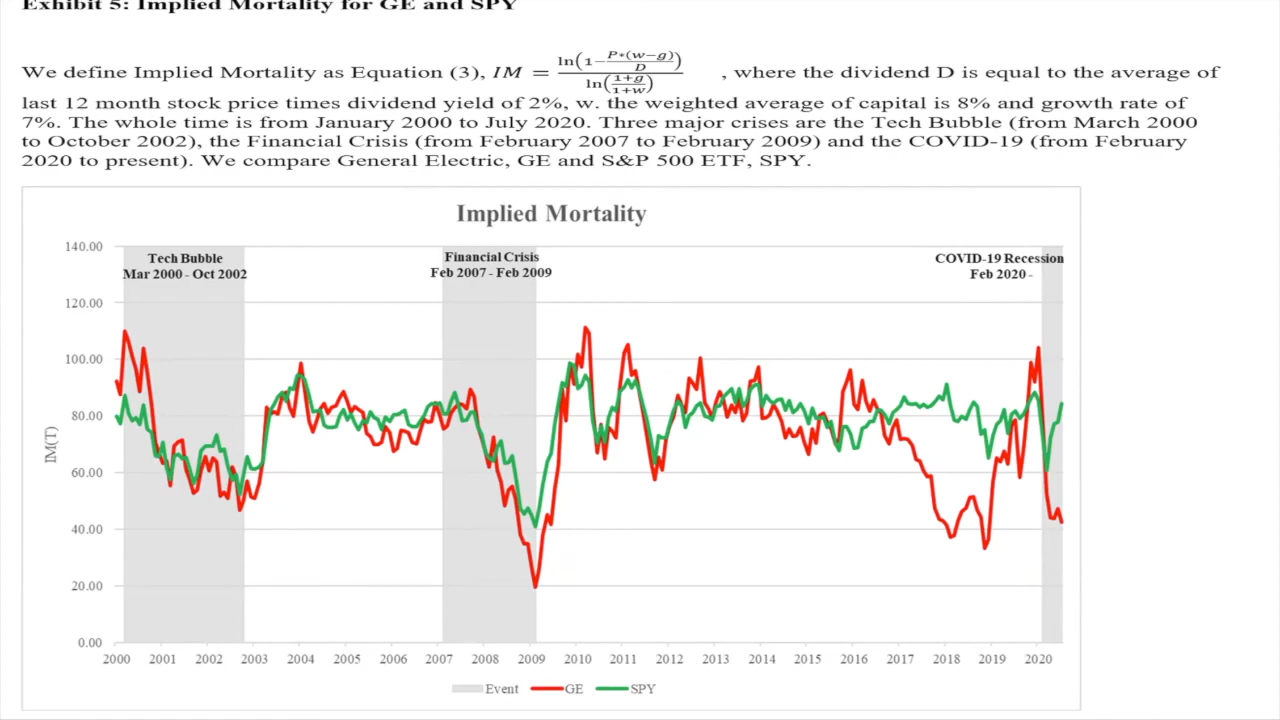 Exhibit 5: Implied Mortality for GE and SPY
We define Implied Mortality as Equation (3), IM = ln(1−P*(w−g)/D) / ln((1+g)/(1+w)) , where the dividend D is equal to the average of
last 12 month stock price times dividend yield of 2%, w. the weighted average of capital is 8% and growth rate of
7%. The whole time is from January 2000 to July 2020. Three major crises are the Tech Bubble (from March 2000
to October 2002), the Financial Crisis (from February 2007 to February 2009) and the COVID-19 (from February
2020 to present). We compare General Electric, GE and S&P 500 ETF, SPY.
Implied Mortality
140.00
Tech Bubble
Mar 2000 - Oct 2002
Financial Crisis
Feb 2007 - Feb 2009
COVID-19 Recession
Feb 2020 -
120.00
100.00
80.00
60.00
40.00
20.00
0.00
IM(T)
2000 2001 2002 2003 2004 2005 2006 2007 2008 2009 2010 2011 2012 2013 2014 2015 2016 2017 2018 2019 2020
Event GE SPY